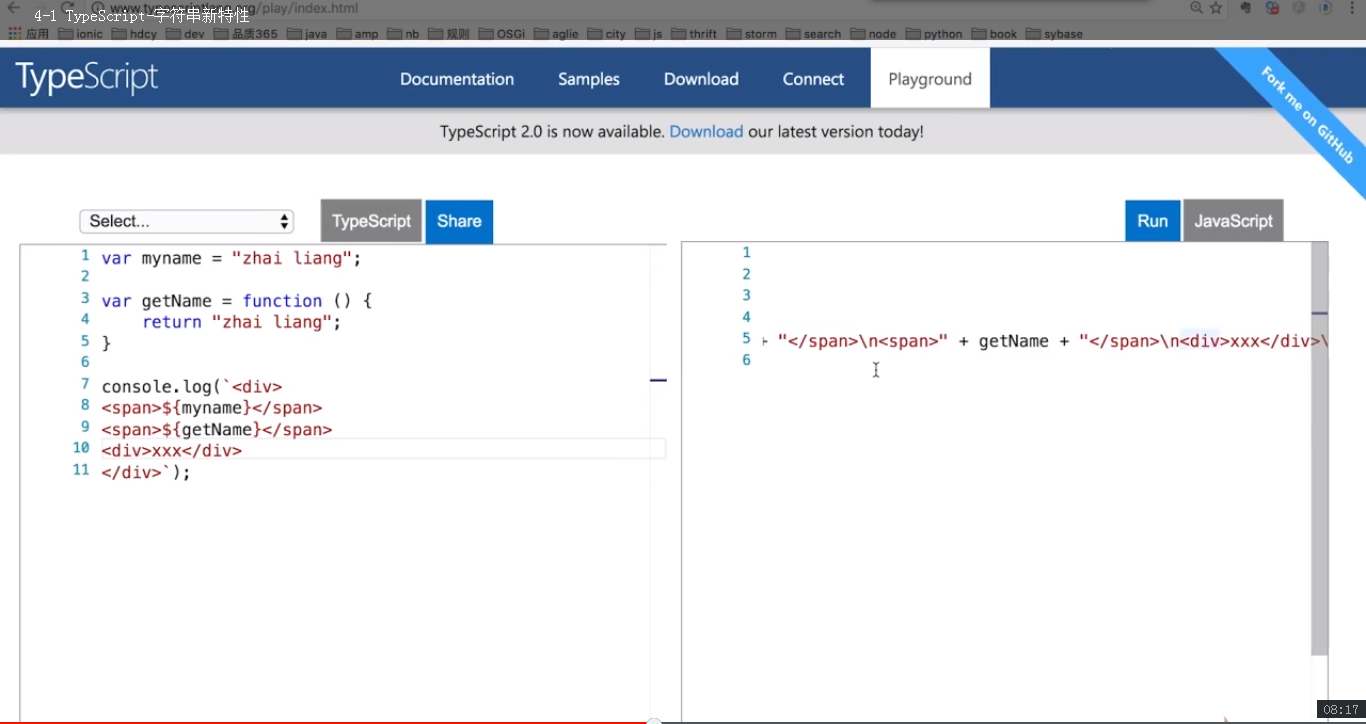 4-1 TypeScript-字符串新特性
www.typescriptlang.org/play/index.html
应用 ionic hdcy dev 品质365 java amp nb 规则 OSGi aglie city js thrift storm search node python book sybase
TypeScript
Documentation Samples Download Connect Playground
Fork me on GitHub
TypeScript 2.0 is now available. Download our latest version today!
Select... TypeScript Share
Run JavaScript
1 var myname = "zhai liang";
2
3 var getName = function () {
4 return "zhai liang";
5 }
6
7 console.log(`<div>
8 <span>${myname}</span>
9 <span>${getName}</span>
10 <div>xxx</div>
11 </div>`);
1
2
3
4
5 + "</span>\n<span>" + getName + "</span>\n<div>xxx</div>\
6
08:17